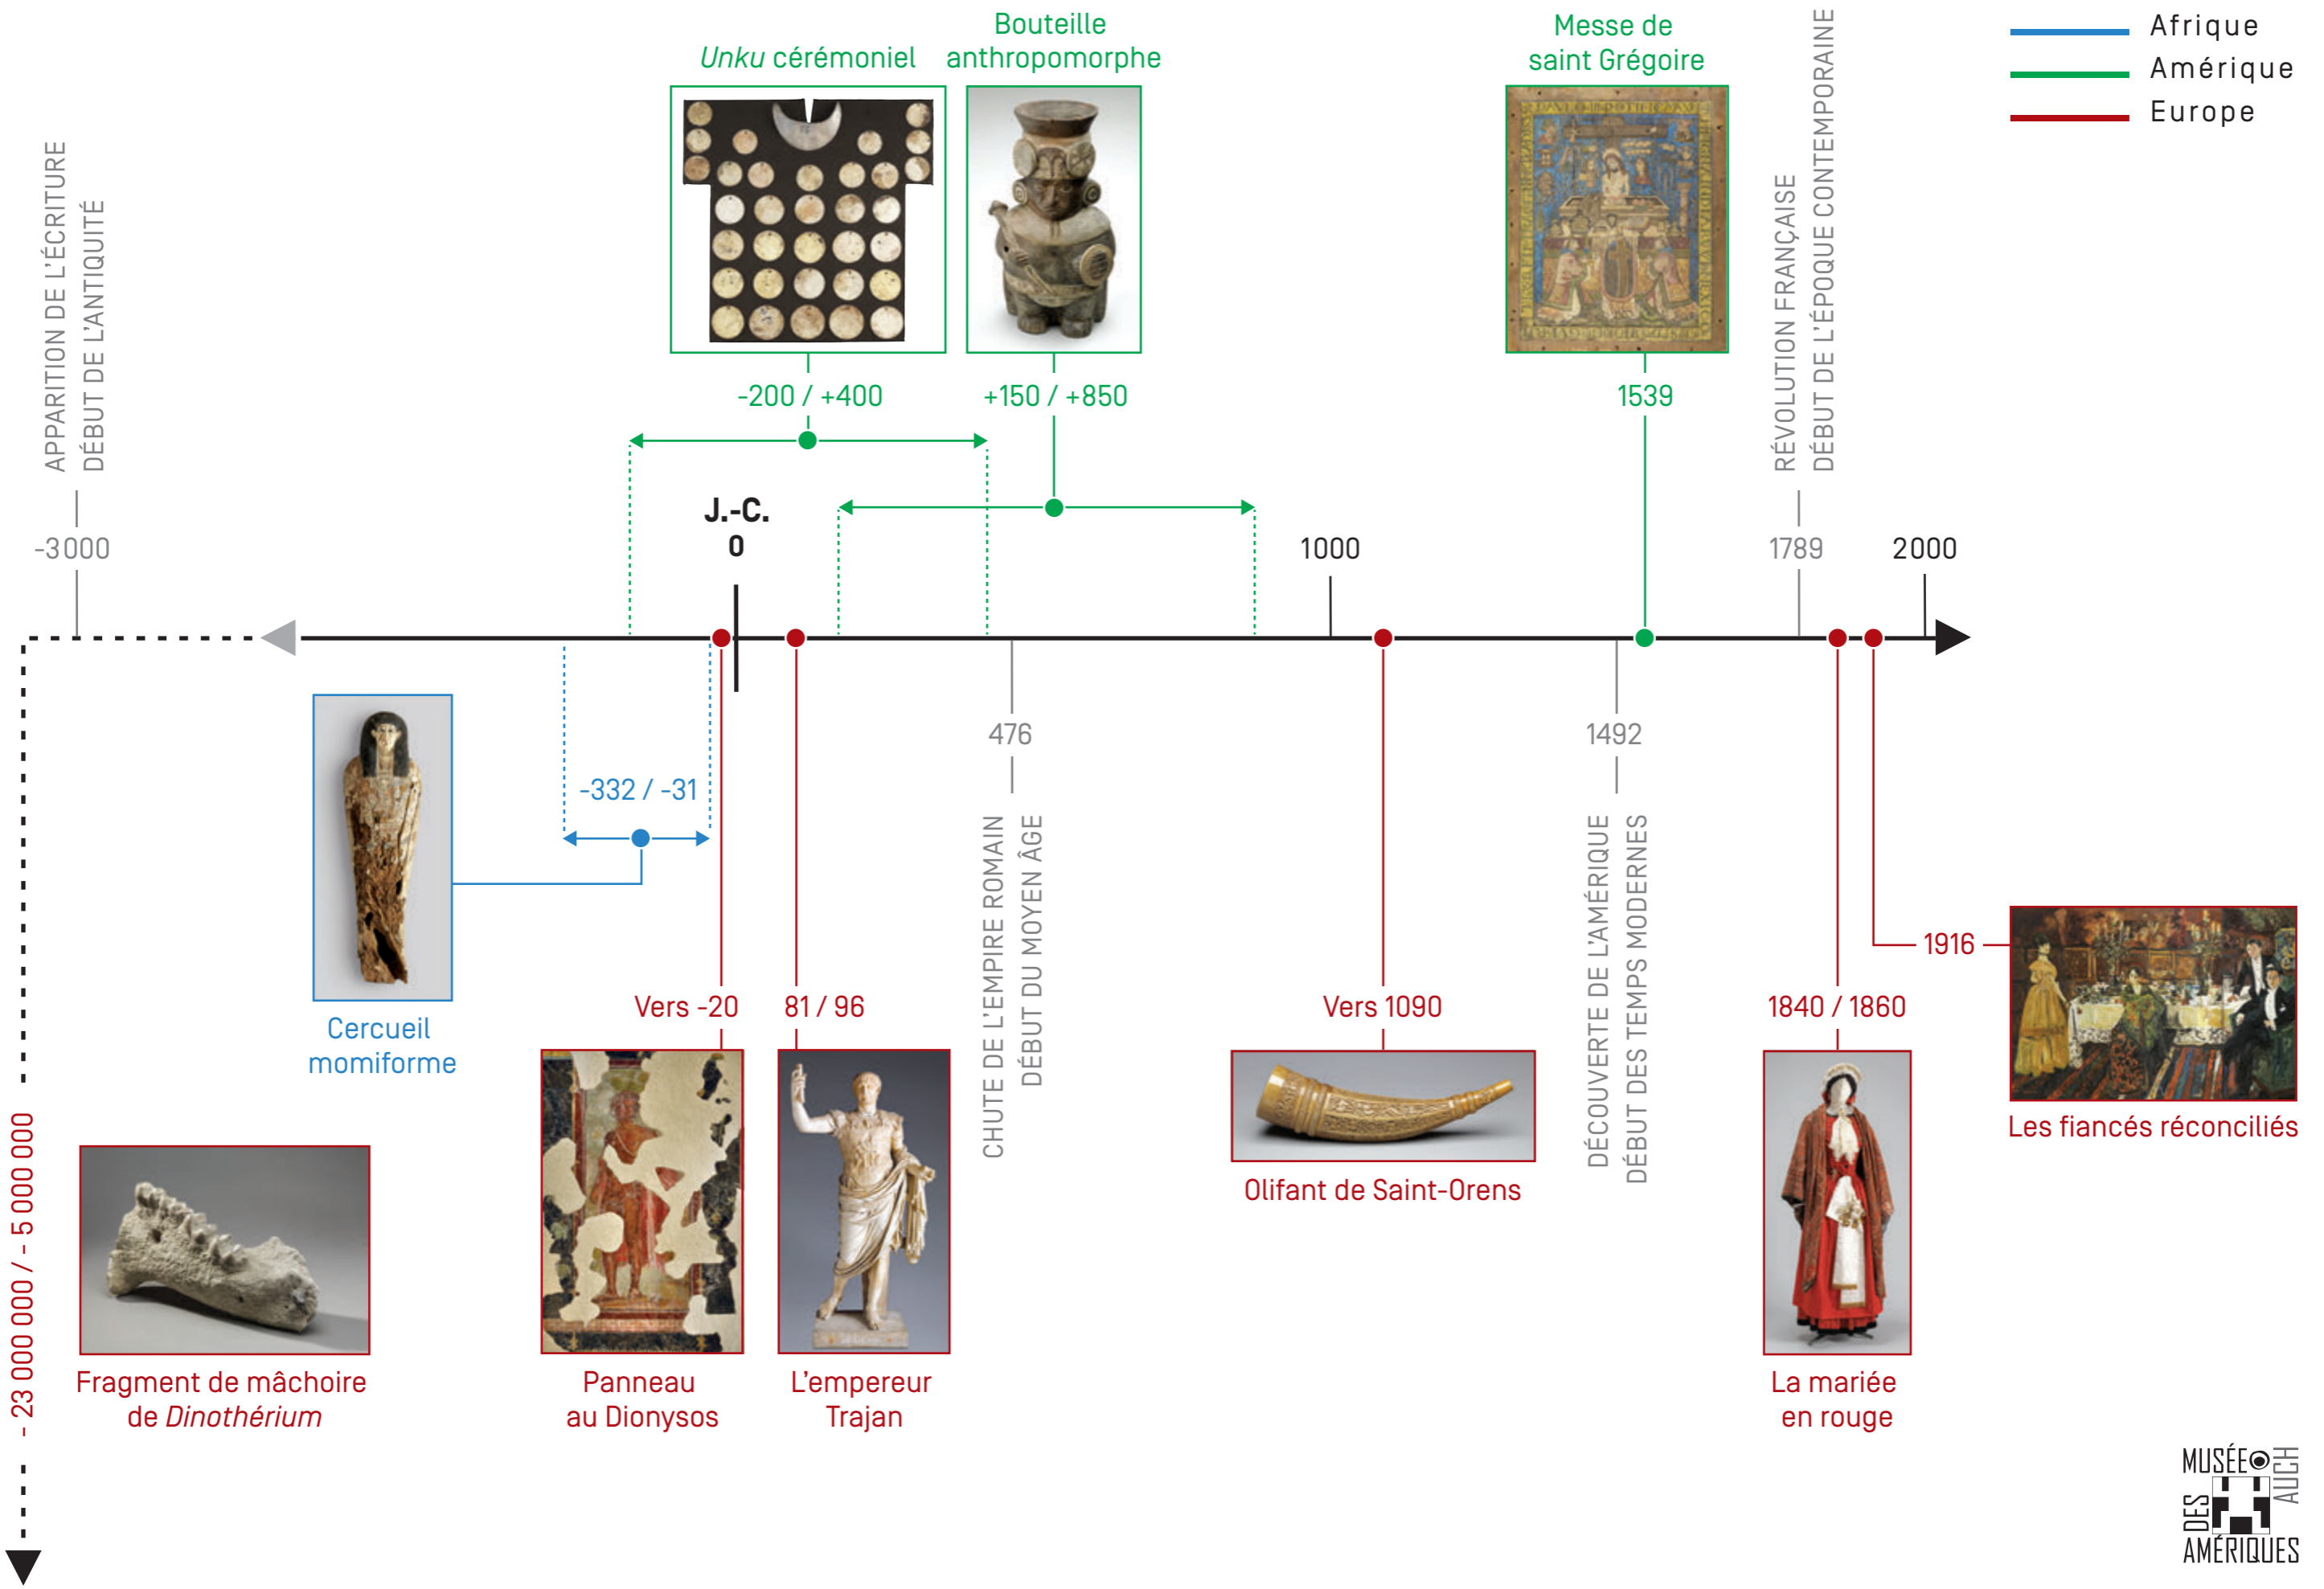 Afrique
Amérique
Europe
Unku cérémoniel
Bouteille
anthropomorphe
Messe de
saint Grégoire
APPARITION DE L'ÉCRITURE
DÉBUT DE L'ANTIQUITÉ
RÉVOLUTION FRANÇAISE
DÉBUT DE L'ÉPOQUE CONTEMPORAINE
-200 / +400
+150 / +850
1539
J.-C.
0
-3000
1000
1789
2000
476
1492
-332 / -31
CHUTE DE L'EMPIRE ROMAIN
DÉBUT DU MOYEN ÂGE
DÉCOUVERTE DE L'AMÉRIQUE
DÉBUT DES TEMPS MODERNES
1916
Vers -20
81 / 96
Vers 1090
1840 / 1860
Cercueil
momiforme
Les fiancés réconciliés
Olifant de Saint-Orens
- 23 000 000 / - 5 000 000
Fragment de mâchoire
de Dinothérium
Panneau
au Dionysos
L'empereur
Trajan
La mariée
en rouge
MUSÉE
DES
AMÉRIQUES
AUCH